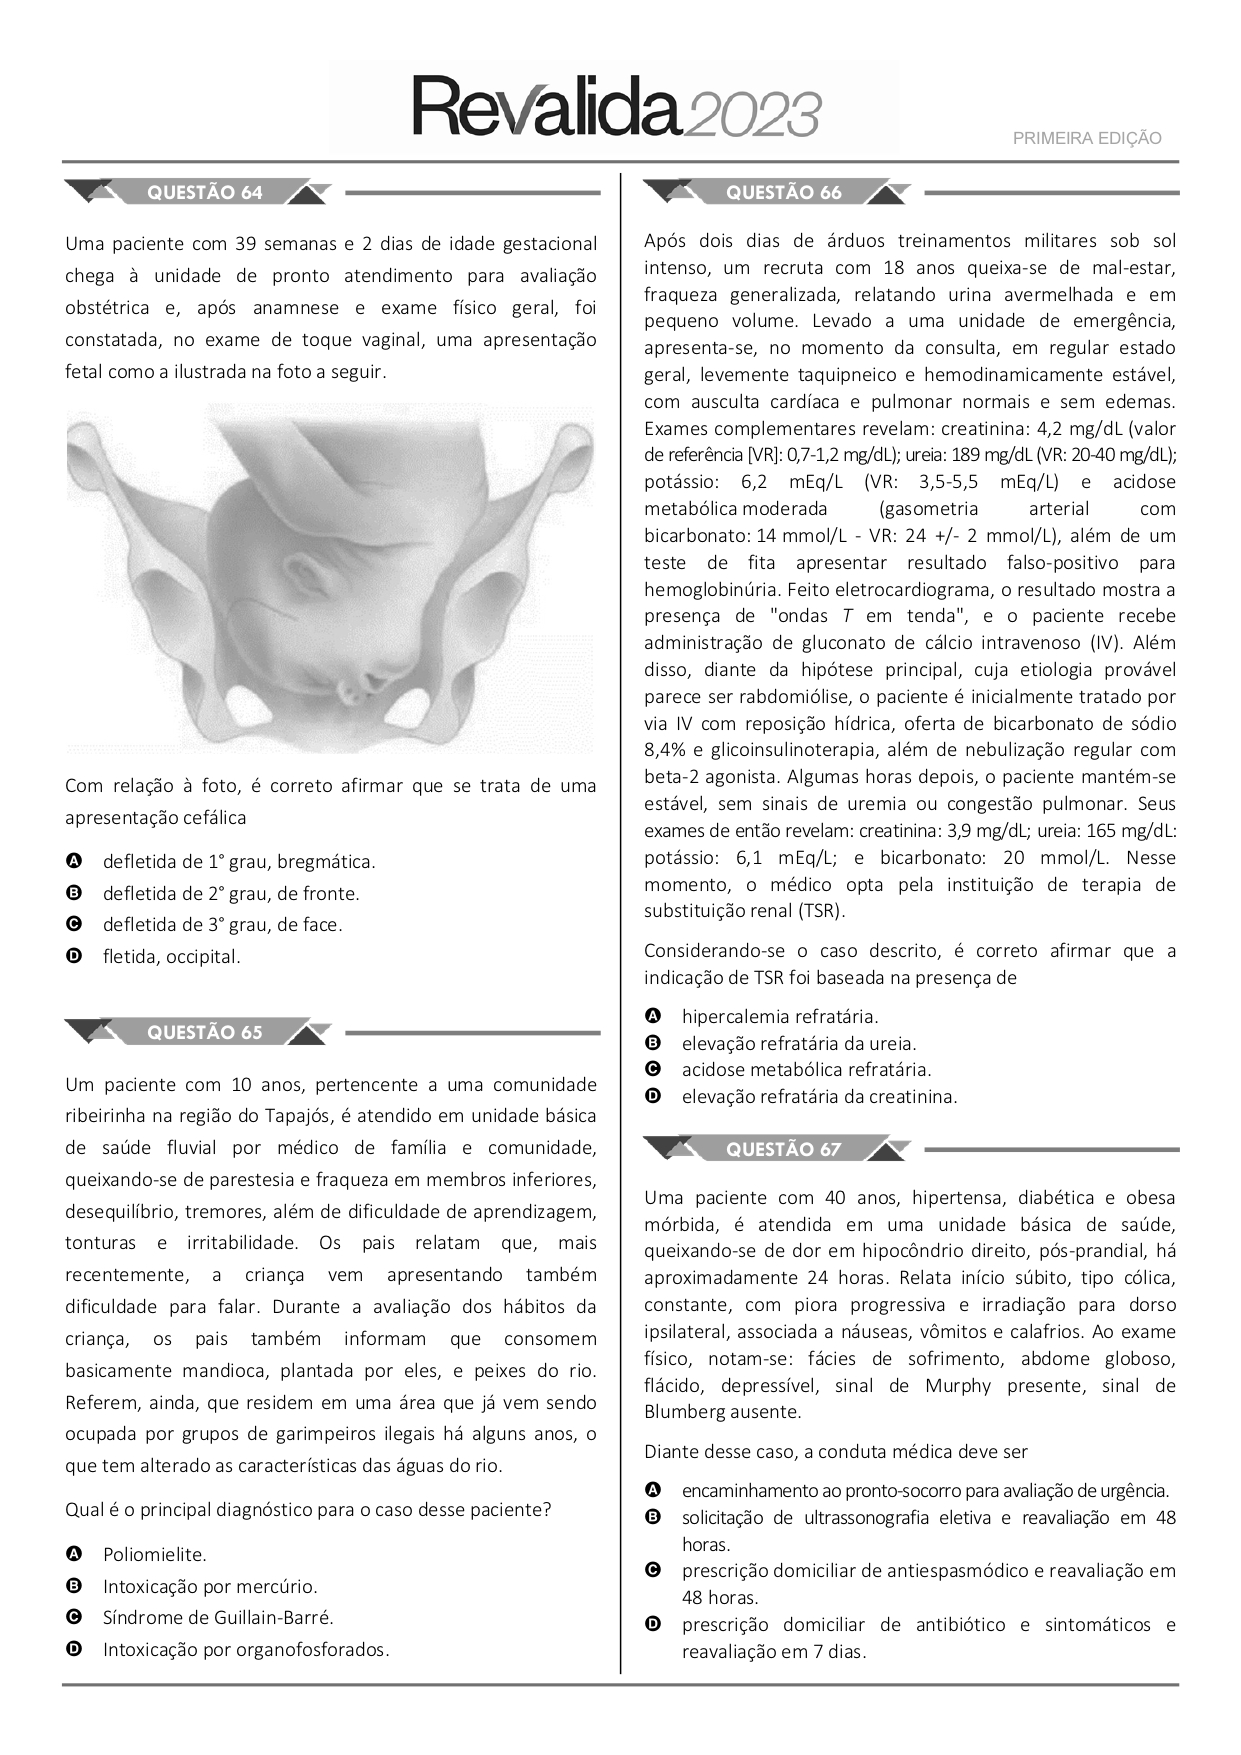 Revalida2023
PRIMEIRA EDIÇÃO
QUESTÃO 64
Uma paciente com 39 semanas e 2 dias de idade gestacional
chega à unidade de pronto atendimento para avaliação
obstétrica e, após anamnese e exame físico geral, foi
constatada, no exame de toque vaginal, uma apresentação
fetal como a ilustrada na foto a seguir.
Com relação à foto, é correto afirmar que se trata de uma
apresentação cefálica
A defletida de 1° grau, bregmática.
B defletida de 2° grau, de fronte.
C defletida de 3° grau, de face.
D fletida, occipital.
QUESTÃO 65
Um paciente com 10 anos, pertencente a uma comunidade
ribeirinha na região do Tapajós, é atendido em unidade básica
de saúde fluvial por médico de família e comunidade,
queixando-se de parestesia e fraqueza em membros inferiores,
desequilíbrio, tremores, além de dificuldade de aprendizagem,
tonturas e irritabilidade. Os pais relatam que, mais
recentemente, a criança vem apresentando também
dificuldade para falar. Durante a avaliação dos hábitos da
criança, os pais também informam que consomem
basicamente mandioca, plantada por eles, e peixes do rio.
Referem, ainda, que residem em uma área que já vem sendo
ocupada por grupos de garimpeiros ilegais há alguns anos, o
que tem alterado as características das águas do rio.
Qual é o principal diagnóstico para o caso desse paciente?
A Poliomielite.
B Intoxicação por mercúrio.
C Síndrome de Guillain-Barré.
D Intoxicação por organofosforados.
QUESTÃO 66
Após dois dias de árduos treinamentos militares sob sol
intenso, um recruta com 18 anos queixa-se de mal-estar,
fraqueza generalizada, relatando urina avermelhada e em
pequeno volume. Levado a uma unidade de emergência,
apresenta-se, no momento da consulta, em regular estado
geral, levemente taquipneico e hemodinamicamente estável,
com ausculta cardíaca e pulmonar normais e sem edemas.
Exames complementares revelam: creatinina: 4,2 mg/dL (valor
de referência [VR]: 0,7-1,2 mg/dL); ureia: 189 mg/dL (VR: 20-40 mg/dL);
potássio: 6,2 mEq/L (VR: 3,5-5,5 mEq/L) e acidose
metabólica moderada (gasometria arterial com
bicarbonato: 14 mmol/L - VR: 24 +/- 2 mmol/L), além de um
teste de fita apresentar resultado falso-positivo para
hemoglobinúria. Feito eletrocardiograma, o resultado mostra a
presença de "ondas T em tenda", e o paciente recebe
administração de gluconato de cálcio intravenoso (IV). Além
disso, diante da hipótese principal, cuja etiologia provável
parece ser rabdomiólise, o paciente é inicialmente tratado por
via IV com reposição hídrica, oferta de bicarbonato de sódio
8,4% e glicoinsulinoterapia, além de nebulização regular com
beta-2 agonista. Algumas horas depois, o paciente mantém-se
estável, sem sinais de uremia ou congestão pulmonar. Seus
exames de então revelam: creatinina: 3,9 mg/dL; ureia: 165 mg/dL:
potássio: 6,1 mEq/L; e bicarbonato: 20 mmol/L. Nesse
momento, o médico opta pela instituição de terapia de
substituição renal (TSR).
Considerando-se o caso descrito, é correto afirmar que a
indicação de TSR foi baseada na presença de
A hipercalemia refratária.
B elevação refratária da ureia.
C acidose metabólica refratária.
D elevação refratária da creatinina.
QUESTÃO 67
Uma paciente com 40 anos, hipertensa, diabética e obesa
mórbida, é atendida em uma unidade básica de saúde,
queixando-se de dor em hipocôndrio direito, pós-prandial, há
aproximadamente 24 horas. Relata início súbito, tipo cólica,
constante, com piora progressiva e irradiação para dorso
ipsilateral, associada a náuseas, vômitos e calafrios. Ao exame
físico, notam-se: fácies de sofrimento, abdome globoso,
flácido, depressível, sinal de Murphy presente, sinal de
Blumberg ausente.
Diante desse caso, a conduta médica deve ser
A encaminhamento ao pronto-socorro para avaliação de urgência.
B solicitação de ultrassonografia eletiva e reavaliação em 48
horas.
C prescrição domiciliar de antiespasmódico e reavaliação em
48 horas.
D prescrição domiciliar de antibiótico e sintomáticos e
reavaliação em 7 dias.